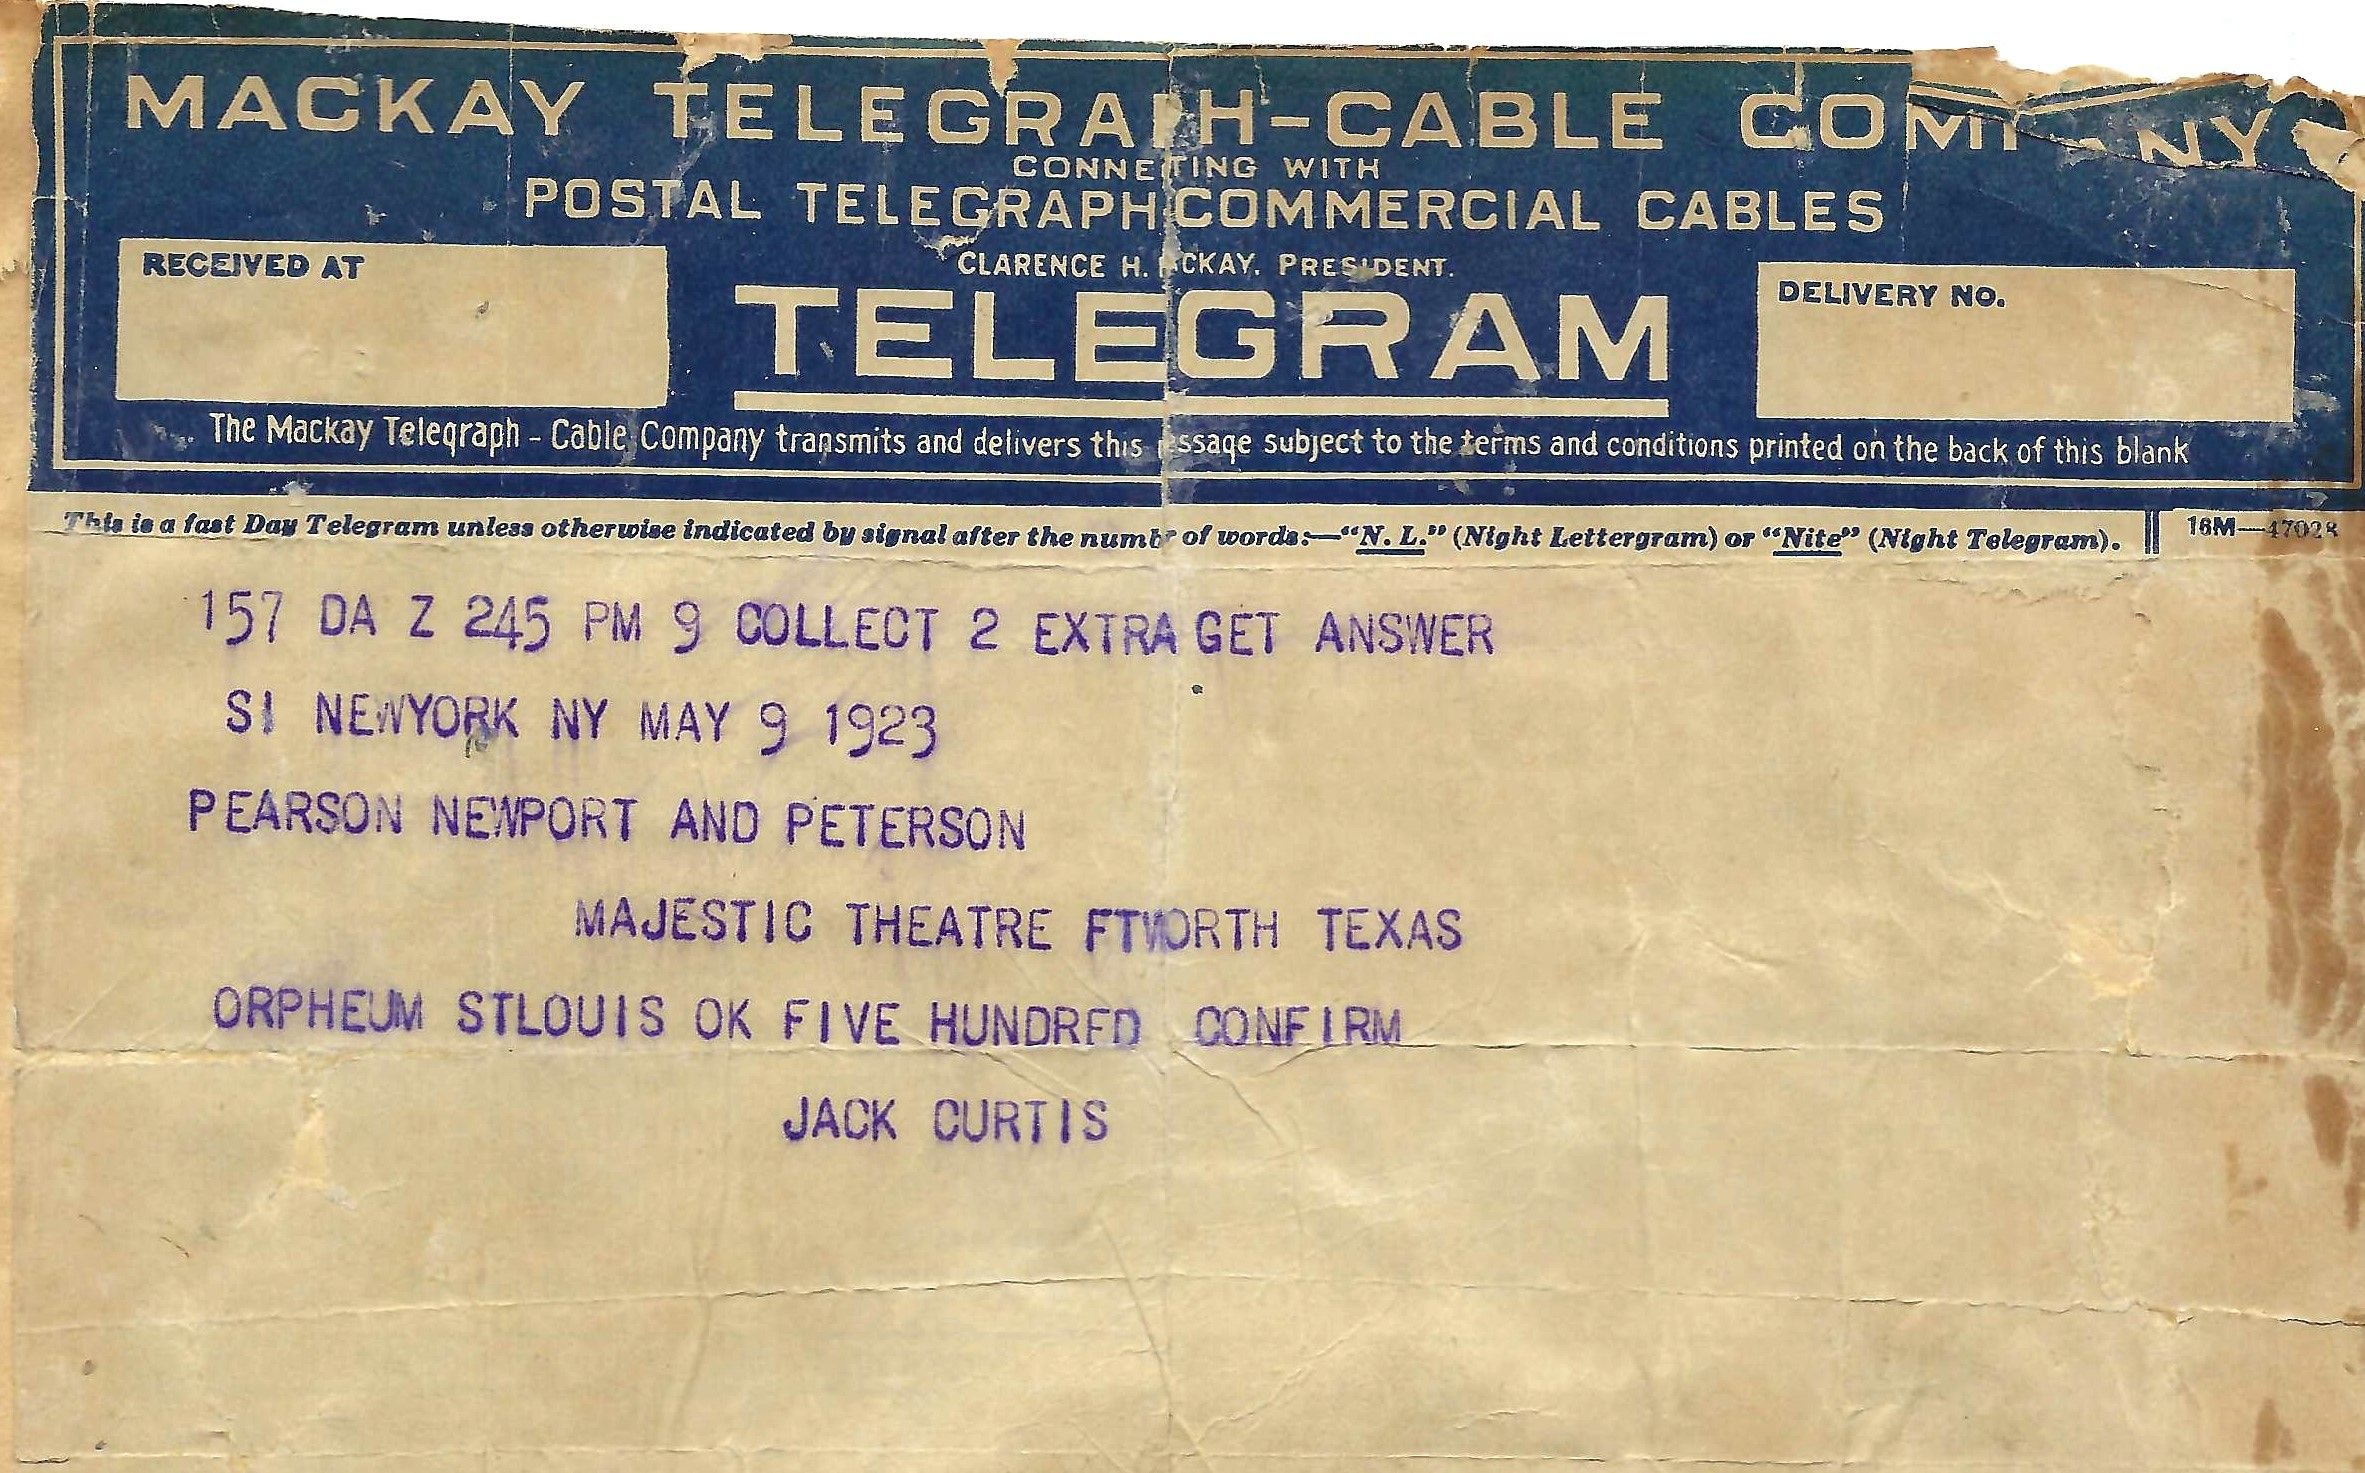 MACKAY TELEGRAPH-CABLE COMPANY
CONNECTING WITH
POSTAL TELEGRAPH COMMERCIAL CABLES
CLARENCE H. MACKAY, PRESIDENT.
RECEIVED AT
TELEGRAM
DELIVERY NO.
The Mackay Telegraph - Cable Company transmits and delivers this message subject to the terms and conditions printed on the back of this blank
This is a fast Day Telegram unless otherwise indicated by signal after the number of words:—"N. L." (Night Lettergram) or "Nite" (Night Telegram). 16M—47028
157 DA Z 245 PM 9 COLLECT 2 EXTRA GET ANSWER
SI NEWYORK NY MAY 9 1923
PEARSON NEWPORT AND PETERSON
MAJESTIC THEATRE FTWORTH TEXAS
ORPHEUM STLOUIS OK FIVE HUNDRED CONFIRM
JACK CURTIS